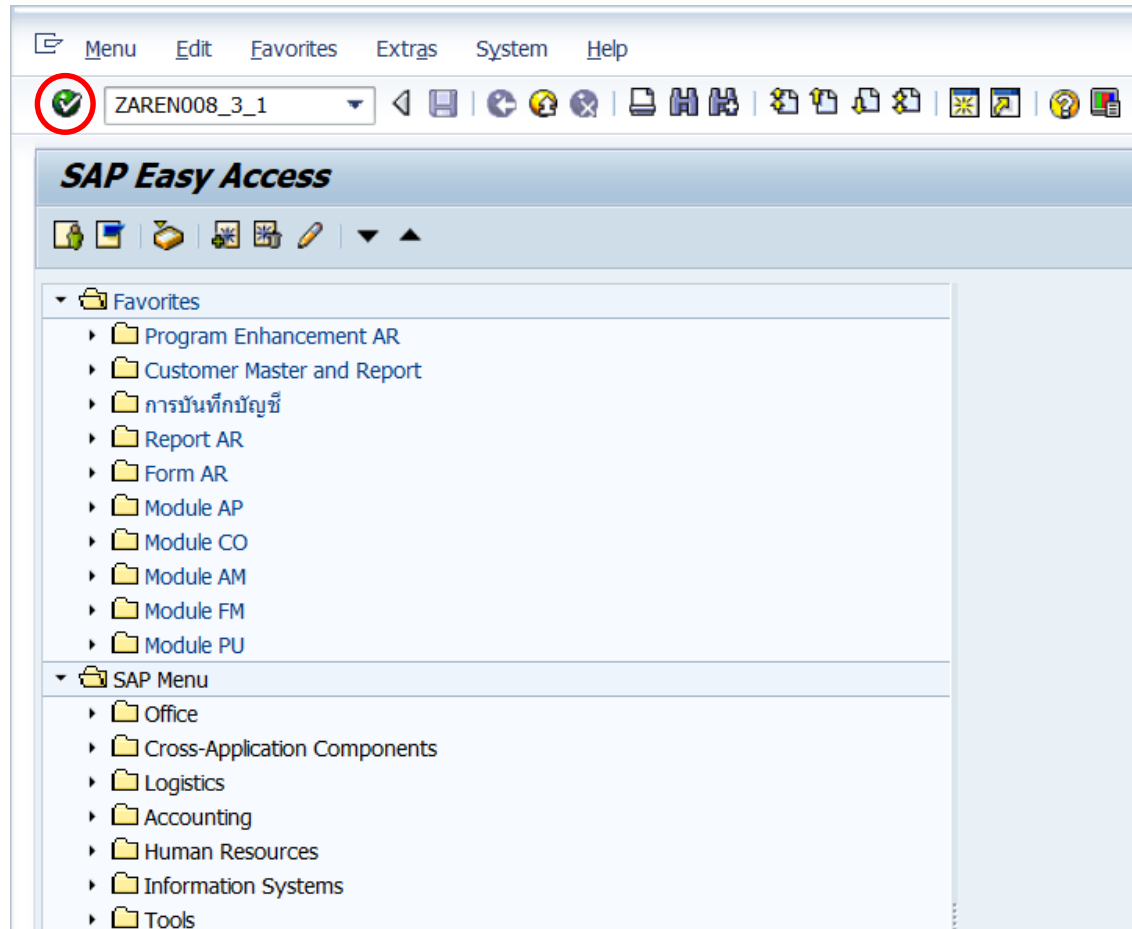 Menu Edit Favorites Extras System Help
ZAREN008_3_1
SAP Easy Access
Favorites
Program Enhancement AR
Customer Master and Report
การบันทึกบัญชี
Report AR
Form AR
Module AP
Module CO
Module AM
Module FM
Module PU
SAP Menu
Office
Cross-Application Components
Logistics
Accounting
Human Resources
Information Systems
Tools